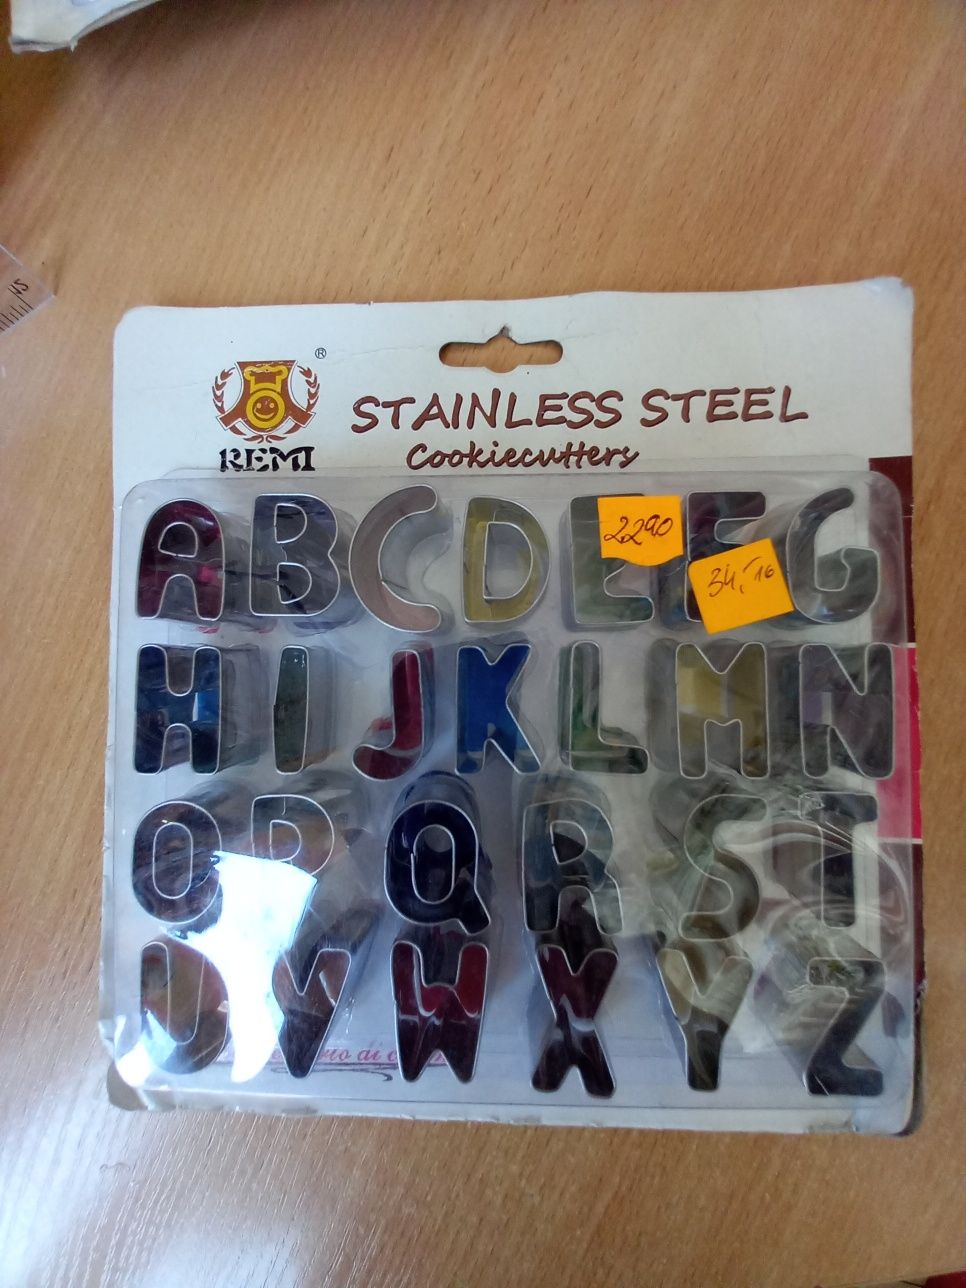 ®
STAINLESS STEEL
REMI
Cookiecutters
A B C D E F G
2290
34,-16
H I J K L M N
O P Q R S T
U V W X Y Z